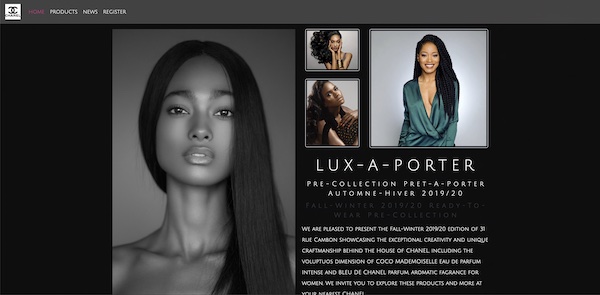 CHANEL
HOME PRODUCTS NEWS REGISTER
LUX-A-PORTER
PRE-COLLECTION PRET-A-PORTER
AUTOMNE-HIVER 2019/20
FALL-WINTER 2019/20 READY-TO-
WEAR PRE-COLLECTION
WE ARE PLEASED TO PRESENT THE FALL-WINTER 2019/20 EDITION OF 31
RUE CAMBON SHOWCASING THE EXCEPTIONAL CREATIVITY AND UNIQUE
CRAFTMANSHIP BEHIND THE HOUSE OF CHANEL, INCLUDING THE
VOLUPTUOS DIMENSION OF COCO MADEMOISELLE EAU DE PARFUM
INTENSE AND BLEU DE CHANEL PARFUM, AROMATIC FAGRANCE FOR
WOMEN. WE INVITE YOU TO EXPLORE THESE PRODUCTS AND MORE AT
YOUR NEAREST CHANEL